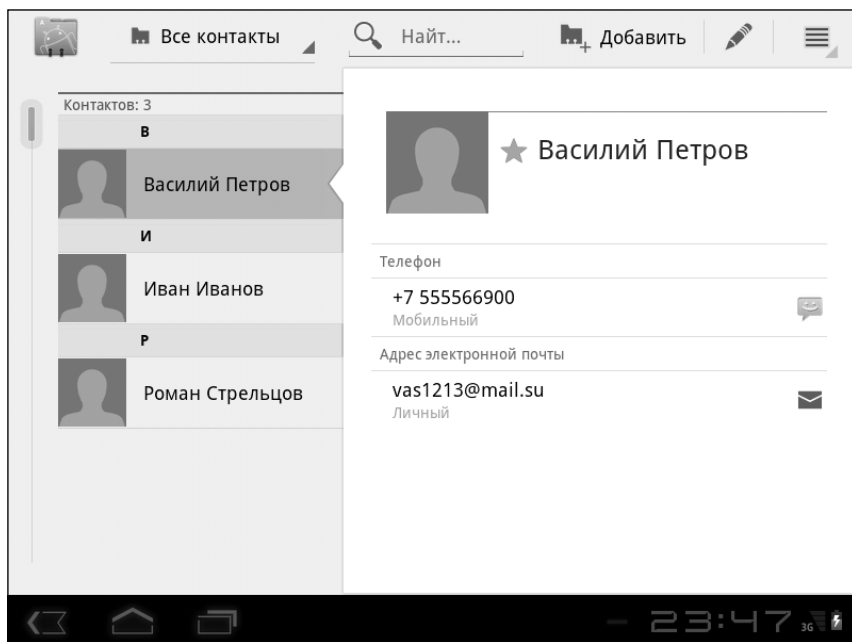 Все контакты
Найт...
Добавить
Контактов: 3
В
Василий Петров
И
Иван Иванов
Р
Роман Стрельцов
Василий Петров
Телефон
+7 555566900
Мобильный
Адрес электронной почты
vas1213@mail.su
Личный
23:47
3G